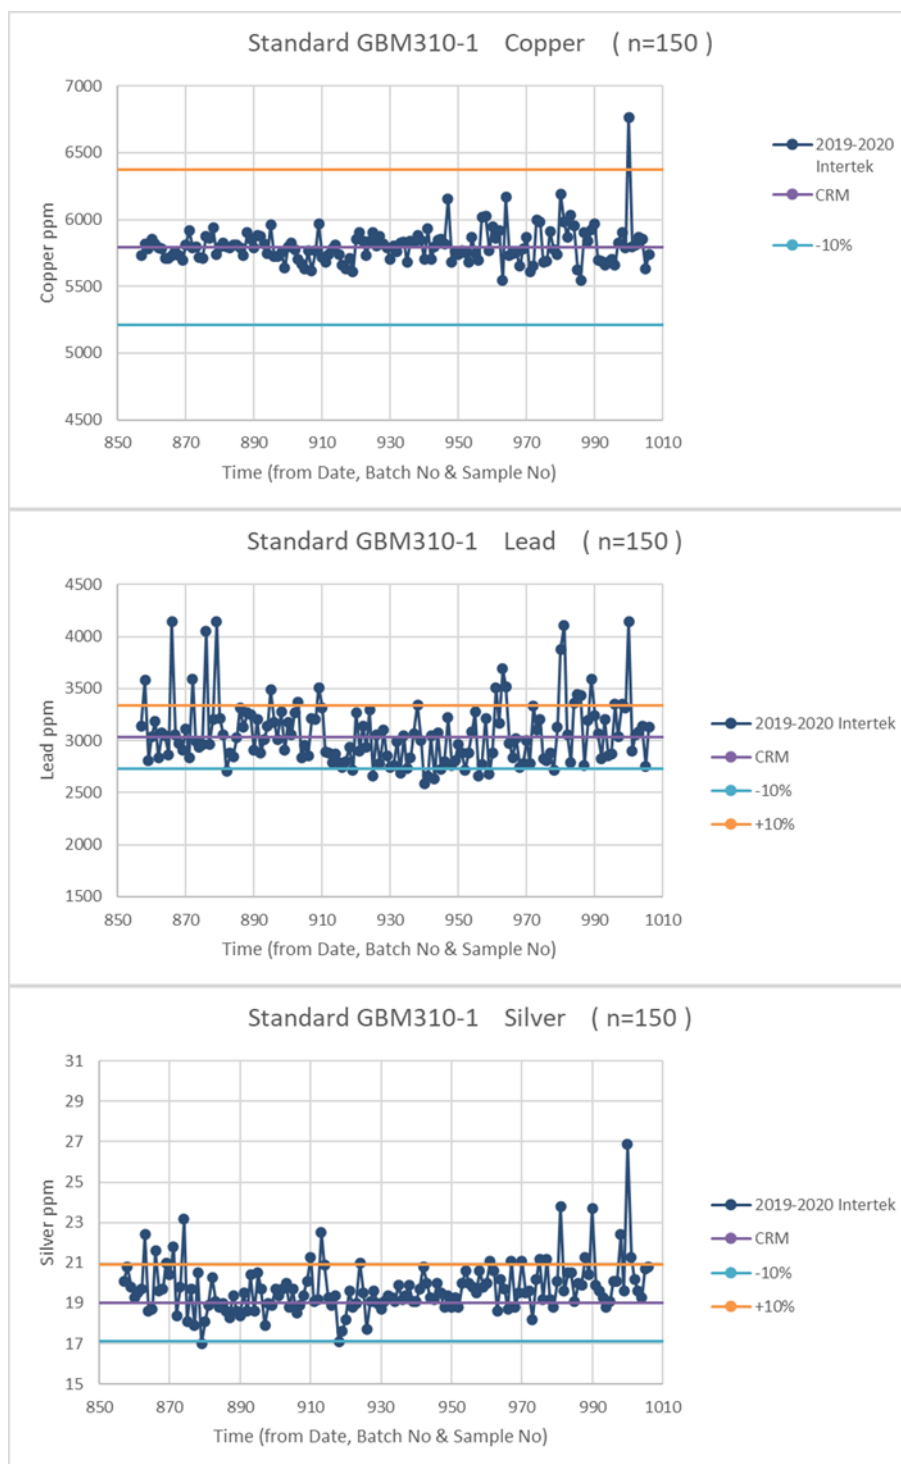 Standard GBM310-1 Copper ( n=150 )
7000
6500
6000
5500
5000
4500
Copper ppm
850 870 890 910 930 950 970 990 1010
Time (from Date, Batch No & Sample No)
2019-2020
Intertek
CRM
-10%
Standard GBM310-1 Lead ( n=150 )
4500
4000
3500
3000
2500
2000
1500
Lead ppm
850 870 890 910 930 950 970 990 1010
Time (from Date, Batch No & Sample No)
2019-2020 Intertek
CRM
-10%
+10%
Standard GBM310-1 Silver ( n=150 )
31
29
27
25
23
21
19
17
15
Silver ppm
850 870 890 910 930 950 970 990 1010
Time (from Date, Batch No & Sample No)
2019-2020 Intertek
CRM
-10%
+10%